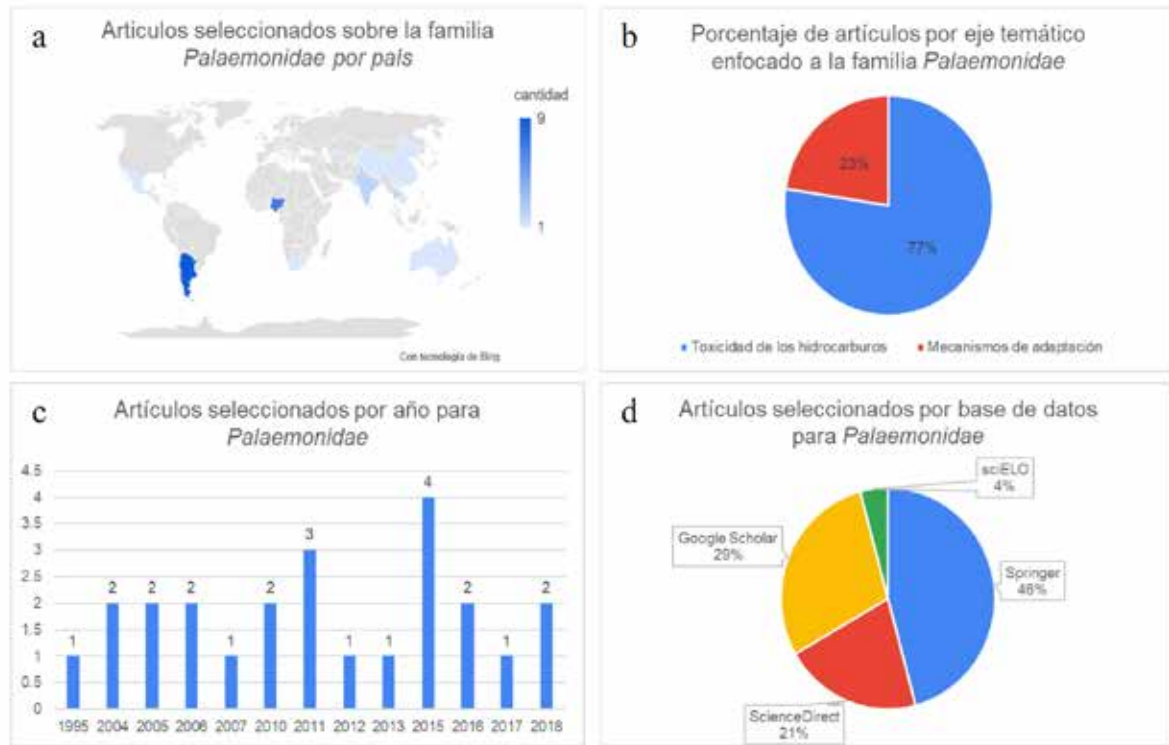 a
Articulos seleccionados sobre la familia
Palaemonidae por pais
cantidad
9
1
Con tecnología de Bing
b
Porcentaje de artículos por eje temático
enfocado a la familia Palaemonidae
23%
77%
Toxicidad de los hidrocarburos
Mecanismos de adaptación
c
Artículos seleccionados por año para
Palaemonidae
4.5
4
3.5
3
2.5
2
1.5
1
0.5
0
1 2 2 2 1 2 3 1 1 4 2 1 2
1995 2004 2005 2006 2007 2010 2011 2012 2013 2015 2016 2017 2018
d
Artículos seleccionados por base de datos
para Palaemonidae
sciELO
4%
Google Scholar
29%
Springer
46%
ScienceDirect
21%